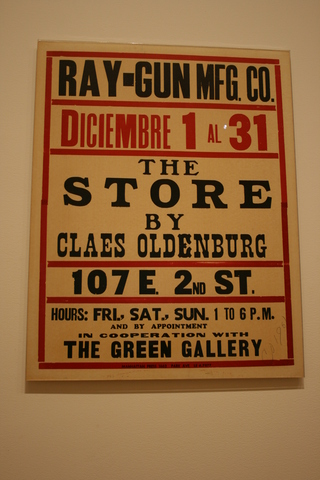 RAY-GUN MFG. CO.
DICIEMBRE 1 AL 31
THE
STORE
BY
CLAES OLDENBURG
107 E. 2ND ST.
HOURS: FRI., SAT., SUN. 1 TO 6 P.M.
AND BY APPOINTMENT
IN COOPERATION WITH
THE GREEN GALLERY